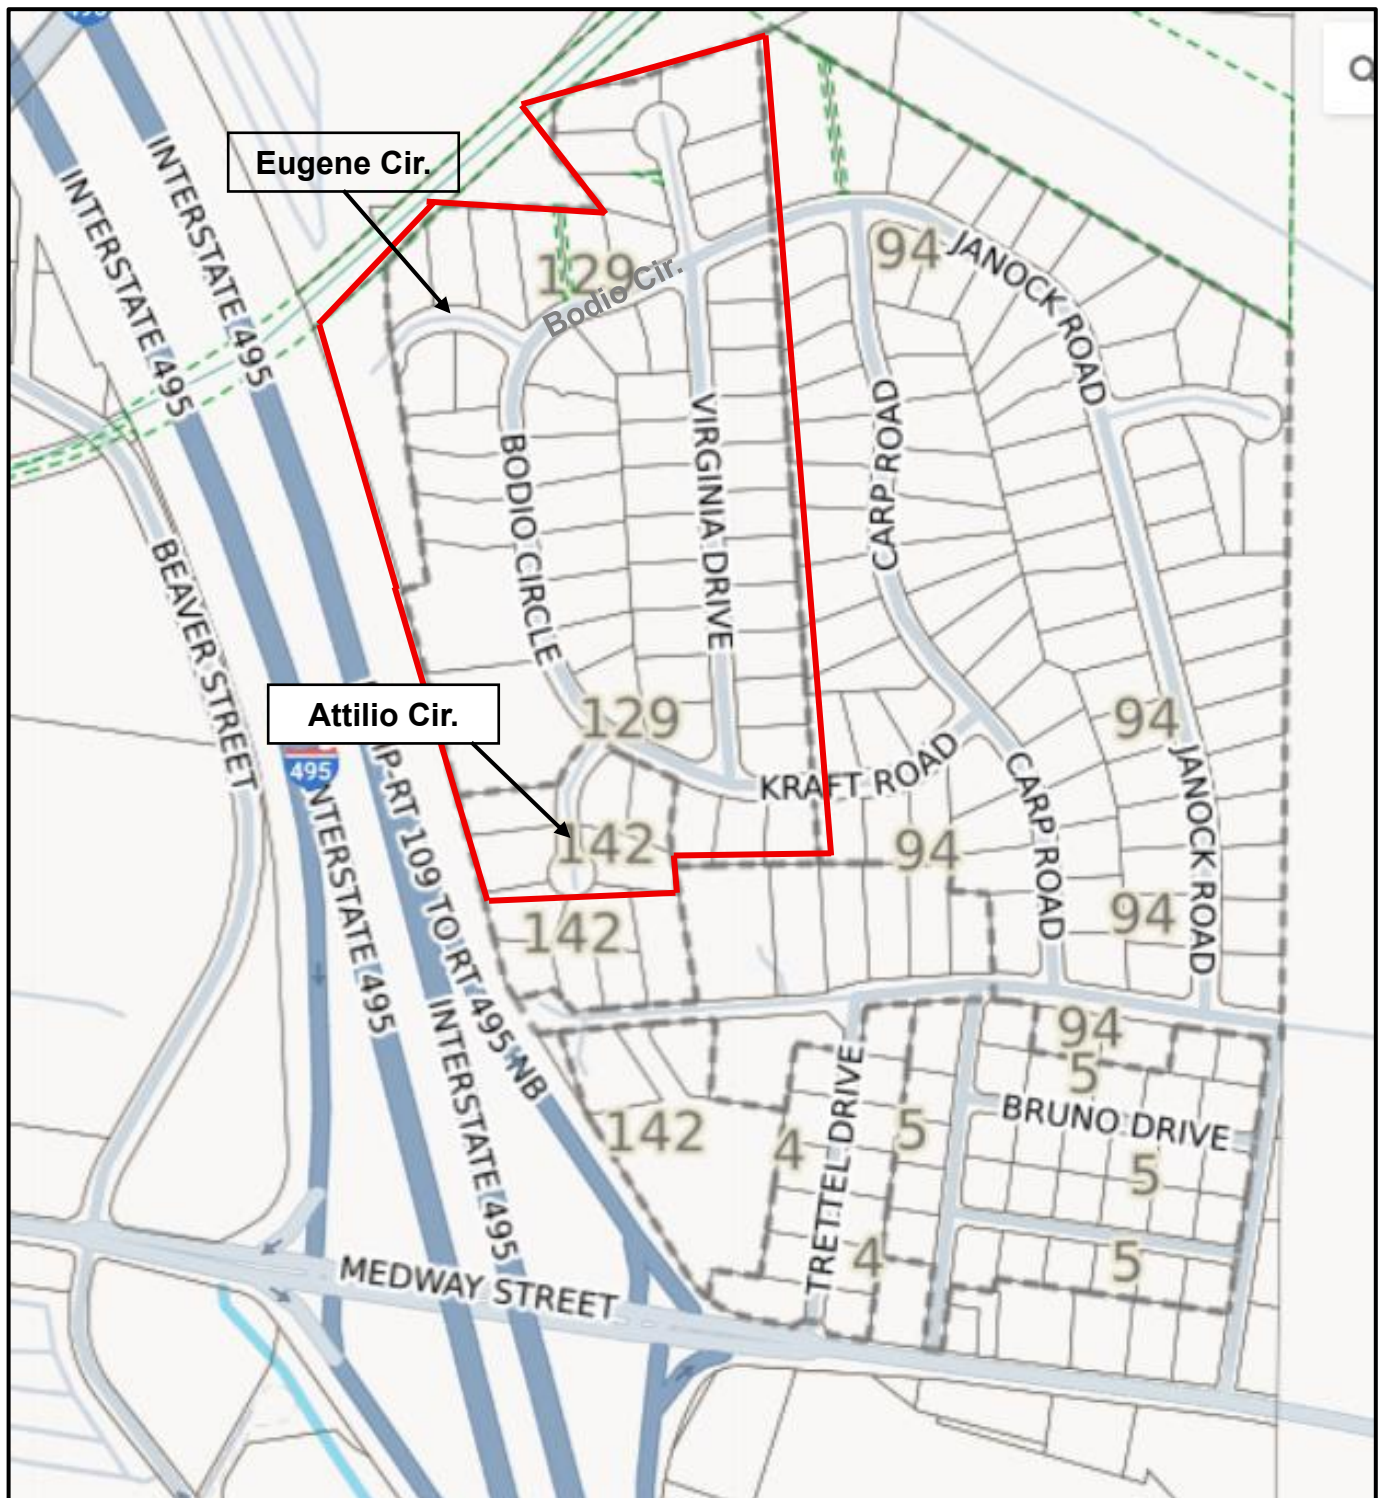 INTERSTATE 495
INTERSTATE 495
Eugene Cir.
129
Bodio Cir.
94
JANOCK ROAD
VIRGINIA DRIVE
CARP ROAD
BODIO CIRCLE
BEAVER STREET
Attilio Cir.
129
94
495
KRAFT ROAD
CARP ROAD
JANOCK ROAD
142
94
94
142
INTERSTATE 495
RT 109 TO RT 495 NB
INTERSTATE 495
94
5
BRUNO DRIVE
142
4
5
5
TRETTEL DRIVE
4
5
MEDWAY STREET